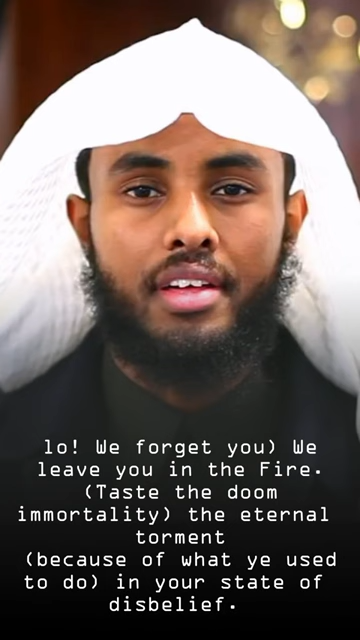 lo! We forget you) We
leave you in the Fire.
(Taste the doom
immortality) the eternal
torment
(because of what ye used
to do) in your state of
disbelief.